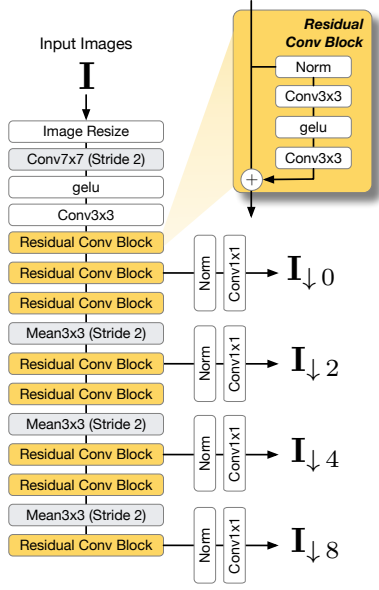 Input Images
I
Image Resize
Conv7x7 (Stride 2)
gelu
Conv3x3
Residual Conv Block
Residual Conv Block
Residual Conv Block
Mean3x3 (Stride 2)
Residual Conv Block
Residual Conv Block
Mean3x3 (Stride 2)
Residual Conv Block
Residual Conv Block
Mean3x3 (Stride 2)
Residual Conv Block
Residual
Conv Block
Norm
Conv3x3
gelu
Conv3x3
+
Norm
Conv1x1
I↓0
Norm
Conv1x1
I↓2
Norm
Conv1x1
I↓4
Norm
Conv1x1
I↓8